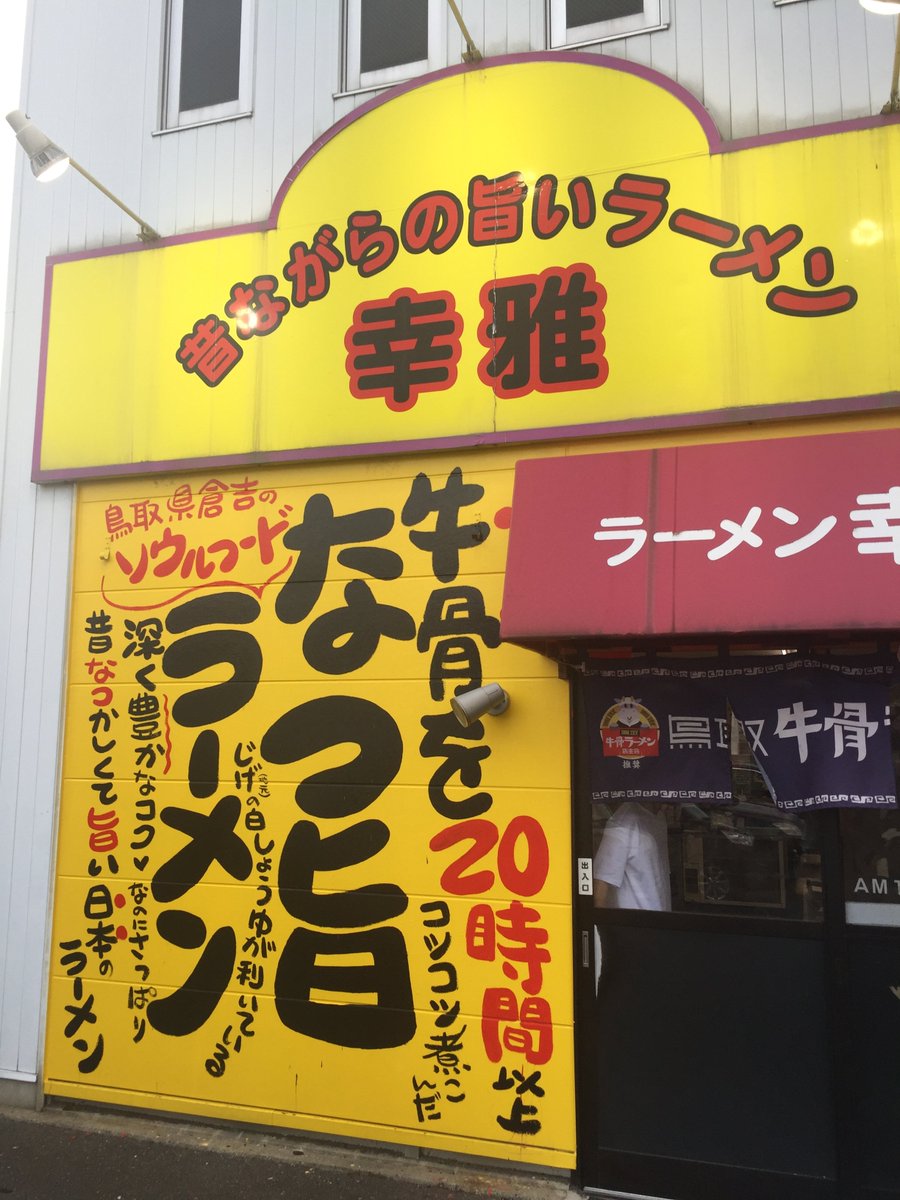 昔ながらの旨いラーメン
幸雅
ラーメン幸
牛骨を20時間以上
コツコツ煮こんだ
なつ旨
ラーメン
じげ(地元)の白しょうゆが利いている
鳥取県倉吉の
ソウルフード
深く豊かなコク♥なのにさっぱり
昔なつかしくて旨い日本の
ラーメン
牛骨ラーメン
推奨
鳥取牛骨
出入口